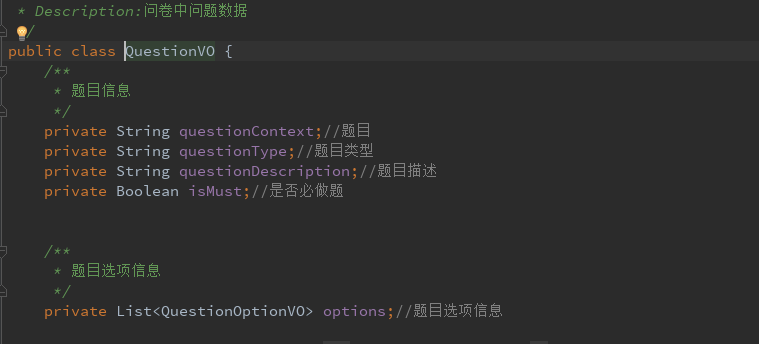 * Description:问卷中问题数据
*/
public class QuestionVO {
/**
* 题目信息
*/
private String questionContext;//题目
private String questionType;//题目类型
private String questionDescription;//题目描述
private Boolean isMust;//是否必做题
/**
* 题目选项信息
*/
private List<QuestionOptionVO> options;//题目选项信息